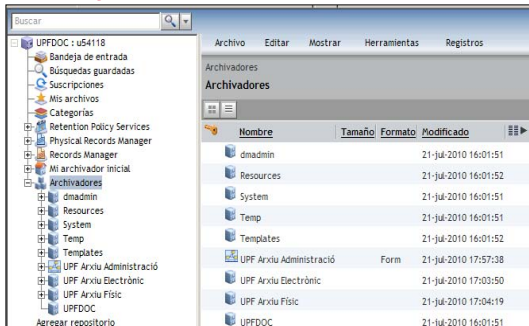 Buscar
UPFDOC : u54118
Bandeja de entrada
Búsquedas guardadas
Suscripciones
Mis archivos
Categorías
Retention Policy Services
Physical Records Manager
Records Manager
Mi archivador inicial
Archivadores
dmadmin
Resources
System
Temp
Templates
UPF Arxiu Administració
UPF Arxiu Electrònic
UPF Arxiu Físic
UPFDOC
Agregar repositorio
Archivo Editar Mostrar Herramientas Registros
Archivadores
Archivadores
Nombre Tamaño Formato Modificado
dmadmin 21-jul-2010 16:01:51
Resources 21-jul-2010 16:01:52
System 21-jul-2010 16:01:51
Temp 21-jul-2010 16:01:51
Templates 21-jul-2010 16:01:52
UPF Arxiu Administració Form 21-jul-2010 17:57:38
UPF Arxiu Electrònic 21-jul-2010 17:03:50
UPF Arxiu Físic 21-jul-2010 17:04:19
UPFDOC 21-jul-2010 16:01:51